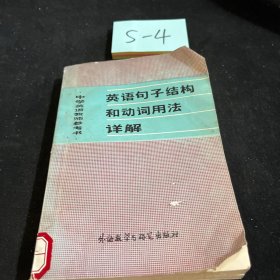 S-4
中学英语教师参考书
英语句子结构
和动词用法
详解
外语教学与研究出版社